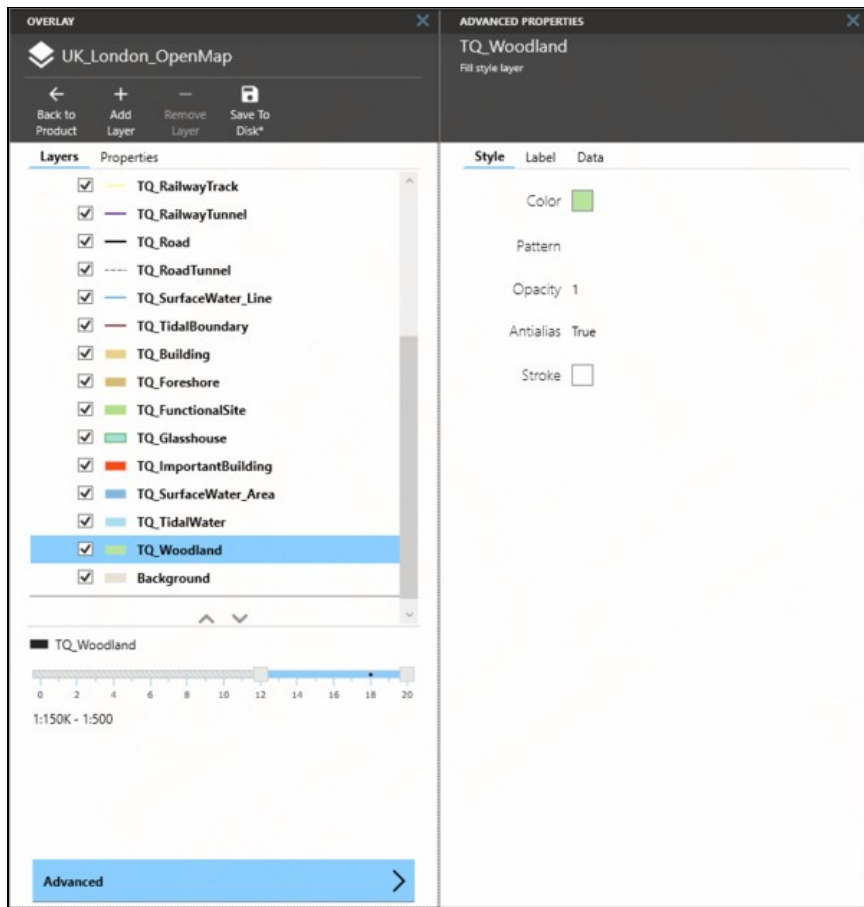 OVERLAY
UK_London_OpenMap
Back to Product
Add Layer
Remove Layer
Save To Disk*
Layers Properties
TQ_RailwayTrack
TQ_RailwayTunnel
TQ_Road
TQ_RoadTunnel
TQ_SurfaceWater_Line
TQ_TidalBoundary
TQ_Building
TQ_Foreshore
TQ_FunctionalSite
TQ_Glasshouse
TQ_ImportantBuilding
TQ_SurfaceWater_Area
TQ_TidalWater
TQ_Woodland
Background
TQ_Woodland
0 2 4 6 8 10 12 14 16 18 20
1:150K - 1:500
Advanced
ADVANCED PROPERTIES
TQ_Woodland
Fill style layer
Style Label Data
Color
Pattern
Opacity 1
Antialias True
Stroke